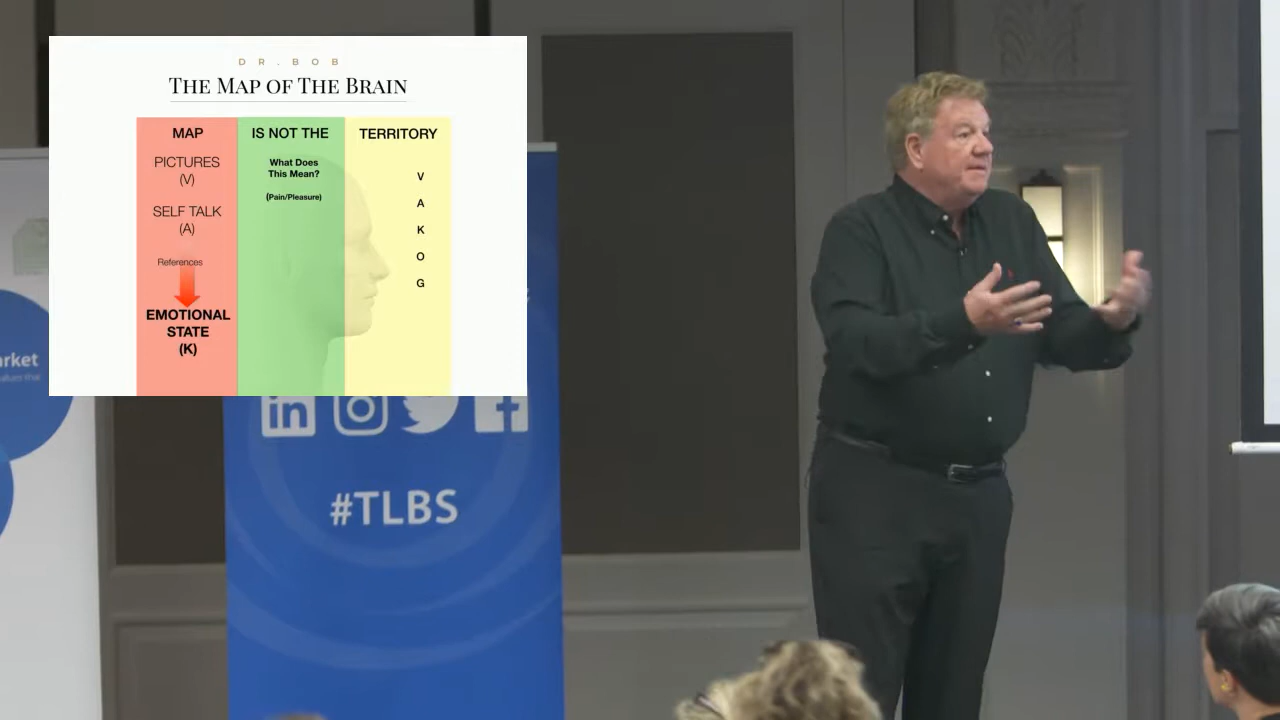 DR. BOB
THE MAP OF THE BRAIN
MAP
PICTURES
(V)
SELF TALK
(A)
References
EMOTIONAL
STATE
(K)
IS NOT THE
What Does
This Mean?
(Pain/Pleasure)
TERRITORY
V
A
K
O
G
in
#TLBS